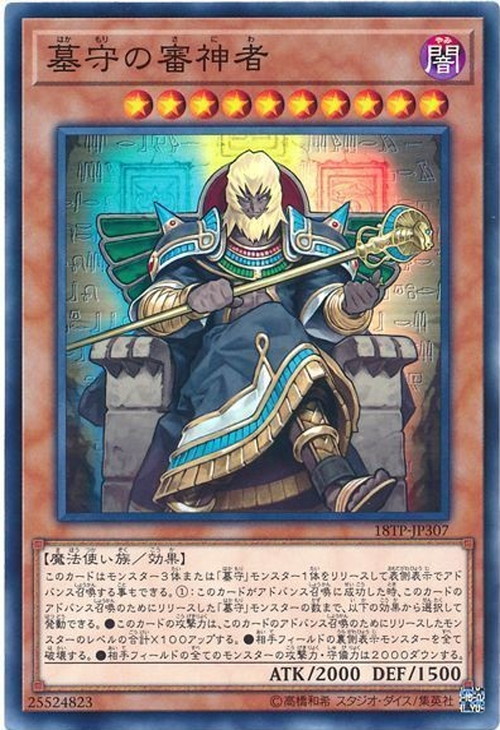 墓守の審神者
闇
18TP-JP307
【魔法使い族／効果】
このカードはモンスター３体または「墓守」モンスター1体をリリースして表側表示でアド
バンス召喚する事もできる。①：このカードがアドバンス召喚に成功した時、このカードの
アドバンス召喚のためにリリースした「墓守」モンスターの数まで、以下の効果から選択して
発動できる。●このカードの攻撃力は、このカードのアドバンス召喚のためにリリースしたモン
スターのレベルの合計×100アップする。●相手フィールドの裏側表示モンスターを全て
破壊する。●相手フィールドの全てのモンスターの攻撃力・守備力は２０００ダウンする。
ATK/2000 DEF/1500
25524823
©高橋和希 スタジオ・ダイス/集英社